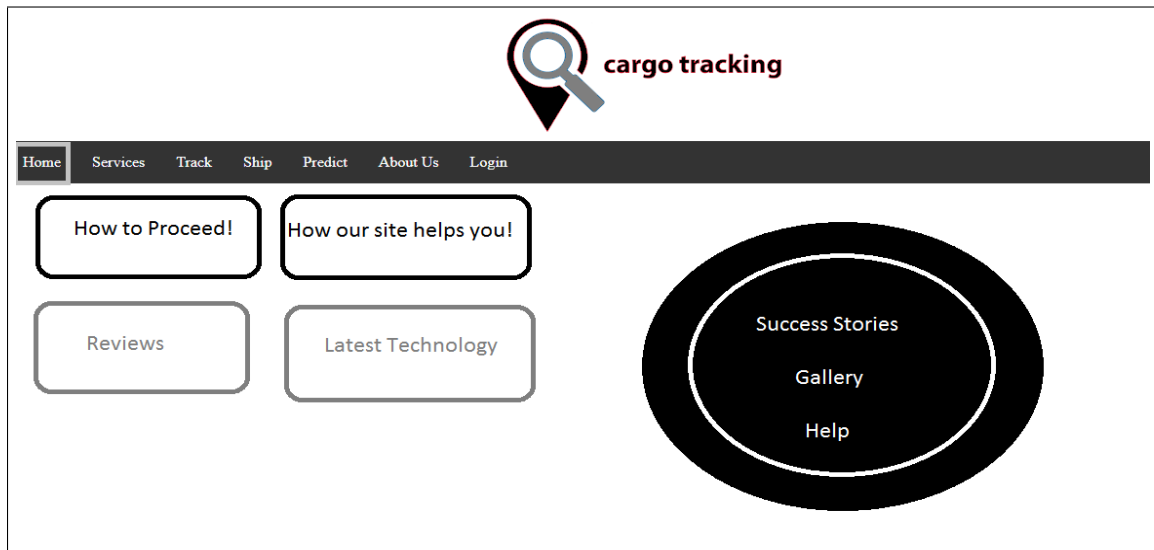 cargo tracking
Home Services Track Ship Predict About Us Login
How to Proceed! How our site helps you!
Reviews Latest Technology
Success Stories
Gallery
Help